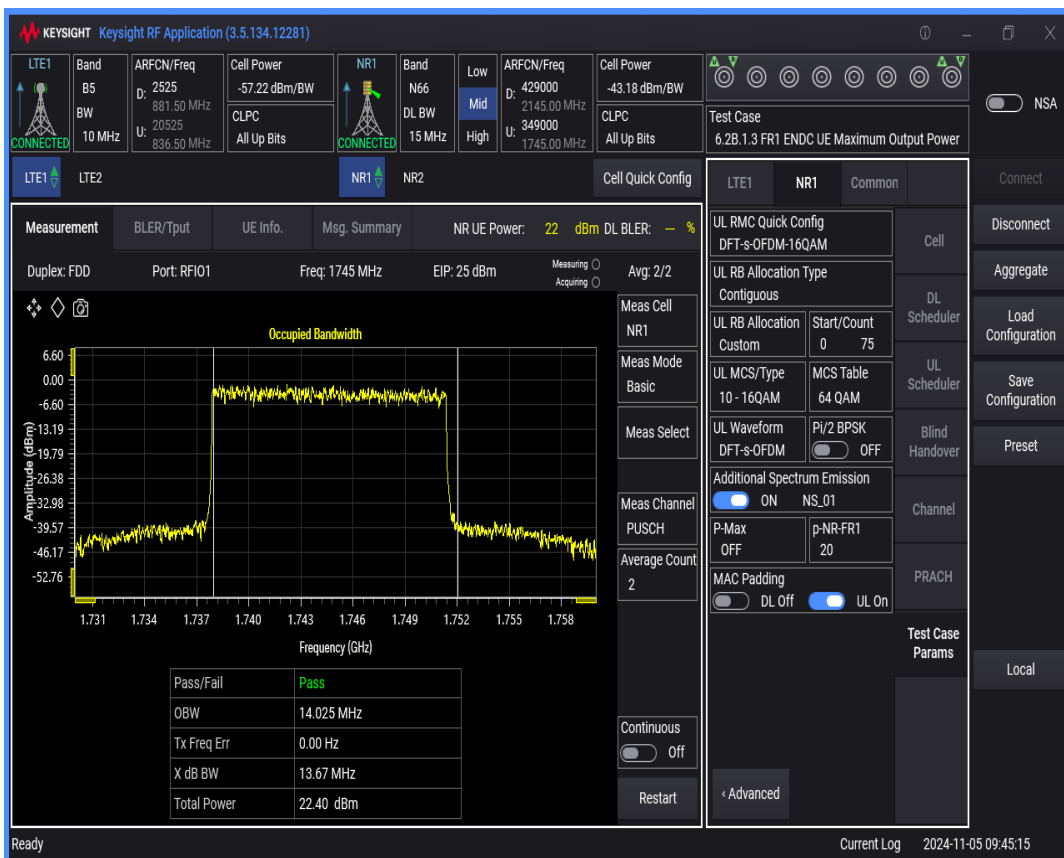 KEYSIGHT Keysight RF Application (3.5.134.12281)
LTE1
CONNECTED
Band
B5
BW
10 MHz
ARFCN/Freq
D: 2525
881.50 MHz
U: 20525
836.50 MHz
Cell Power
-57.22 dBm/BW
CLPC
All Up Bits
NR1
CONNECTED
Band
N66
DL BW
15 MHz
Low
Mid
High
ARFCN/Freq
D: 429000
2145.00 MHz
U: 349000
1745.00 MHz
Cell Power
-43.18 dBm/BW
CLPC
All Up Bits
Test Case
6.2B.1.3 FR1 ENDC UE Maximum Output Power
NSA
LTE1 LTE2 NR1 NR2 Cell Quick Config
Measurement BLER/Tput UE Info. Msg. Summary NR UE Power: 22 dBm DL BLER: -- %
Duplex: FDD Port: RFIO1 Freq: 1745 MHz EIP: 25 dBm Measuring Acquiring Avg: 2/2
Occupied Bandwidth
Amplitude (dBm)
6.60
0.00
-6.60
-13.19
-19.79
-26.38
-32.98
-39.57
-46.17
-52.76
1.731 1.734 1.737 1.740 1.743 1.746 1.749 1.752 1.755 1.758
Frequency (GHz)
Pass/Fail Pass
OBW 14.025 MHz
Tx Freq Err 0.00 Hz
X dB BW 13.67 MHz
Total Power 22.40 dBm
Meas Cell
NR1
Meas Mode
Basic
Meas Select
Meas Channel
PUSCH
Average Count
2
Continuous
Off
Restart
LTE1 NR1 Common
UL RMC Quick Config
DFT-s-OFDM-16QAM
UL RB Allocation Type
Contiguous
UL RB Allocation
Custom
Start/Count
0 75
UL MCS/Type
10 - 16QAM
MCS Table
64 QAM
UL Waveform
DFT-s-OFDM
Pi/2 BPSK
OFF
Additional Spectrum Emission
ON NS_01
P-Max
OFF
p-NR-FR1
20
MAC Padding
DL Off UL On
‹ Advanced
Cell
DL
Scheduler
UL
Scheduler
Blind
Handover
Channel
PRACH
Test Case
Params
Connect
Disconnect
Aggregate
Load
Configuration
Save
Configuration
Preset
Local
Ready Current Log 2024-11-05 09:45:15